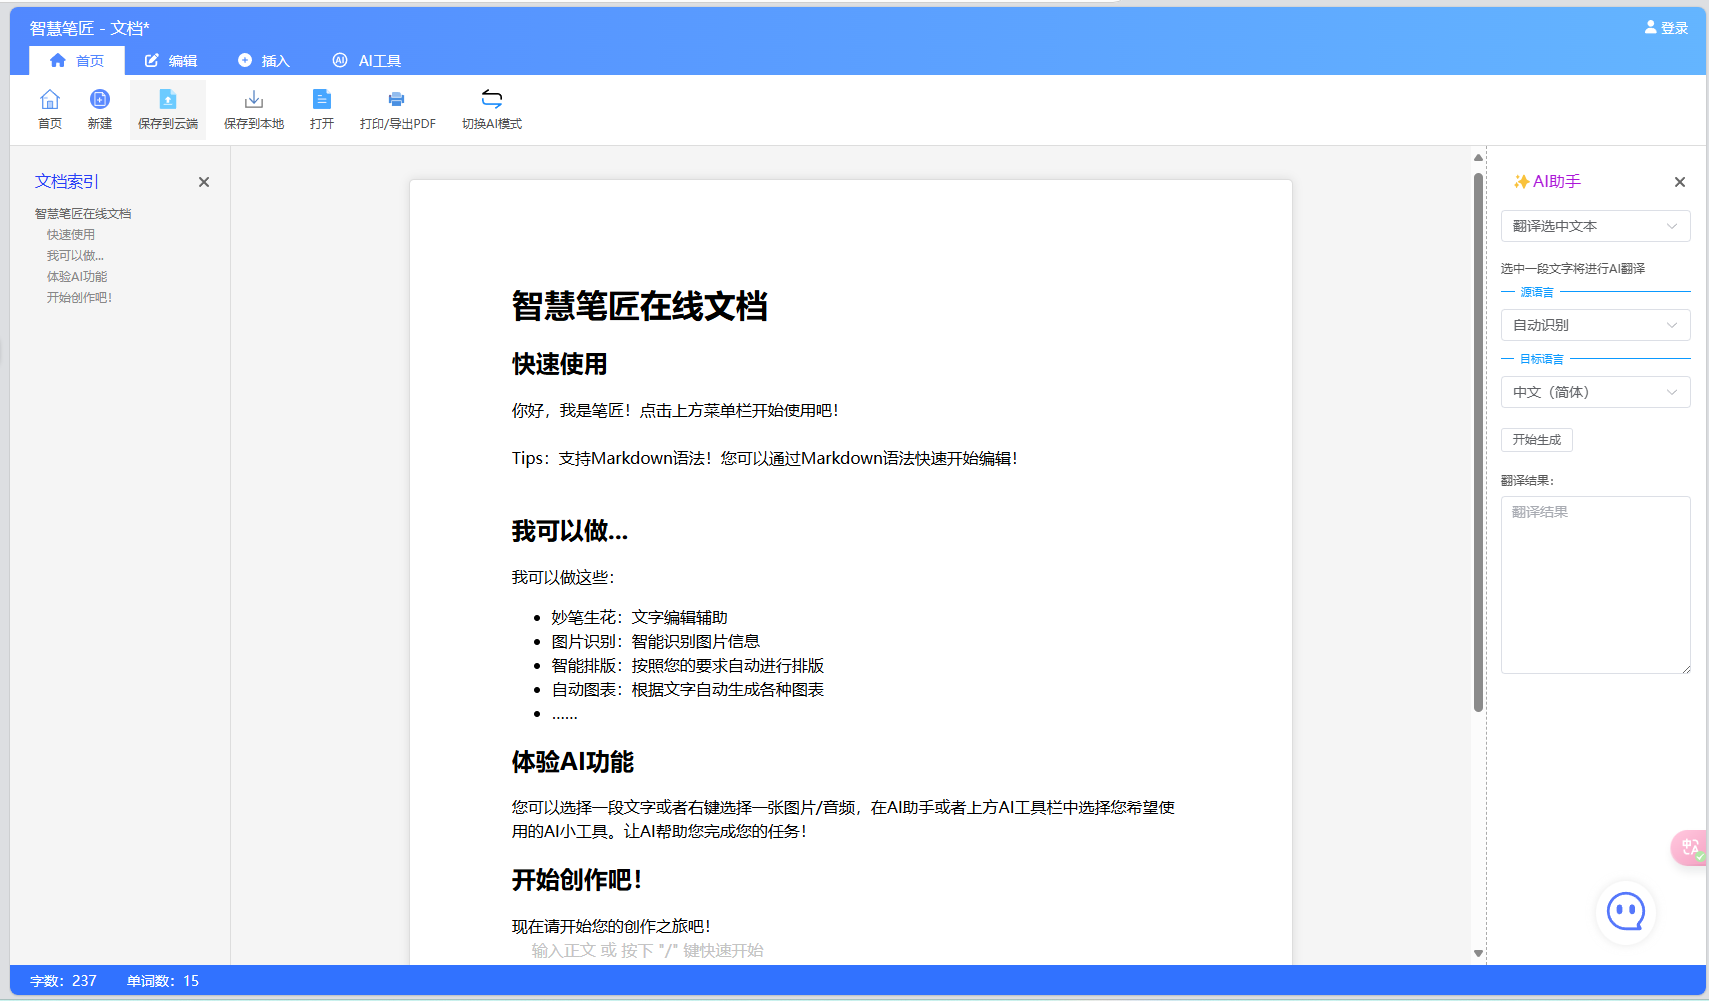 智慧笔匠 - 文档*
登录
首页
编辑
插入
AI工具
首页
新建
保存到云端
保存到本地
打开
打印/导出PDF
切换AI模式
文档索引
智慧笔匠在线文档
快速使用
我可以做...
体验AI功能
开始创作吧！
智慧笔匠在线文档
快速使用
你好，我是笔匠！点击上方菜单栏开始使用吧！
Tips：支持Markdown语法！您可以通过Markdown语法快速开始编辑！
我可以做...
我可以做这些：
妙笔生花：文字编辑辅助
图片识别：智能识别图片信息
智能排版：按照您的要求自动进行排版
自动图表：根据文字自动生成各种图表
......
体验AI功能
您可以选择一段文字或者右键选择一张图片/音频，在AI助手或者上方AI工具栏中选择您希望使
用的AI小工具。让AI帮助您完成您的任务！
开始创作吧！
现在请开始您的创作之旅吧！
输入正文 或 按下 "/" 键快速开始
AI助手
翻译选中文本
选中一段文字将进行AI翻译
源语言
自动识别
目标语言
中文（简体）
开始生成
翻译结果：
翻译结果
字数：237
单词数：15